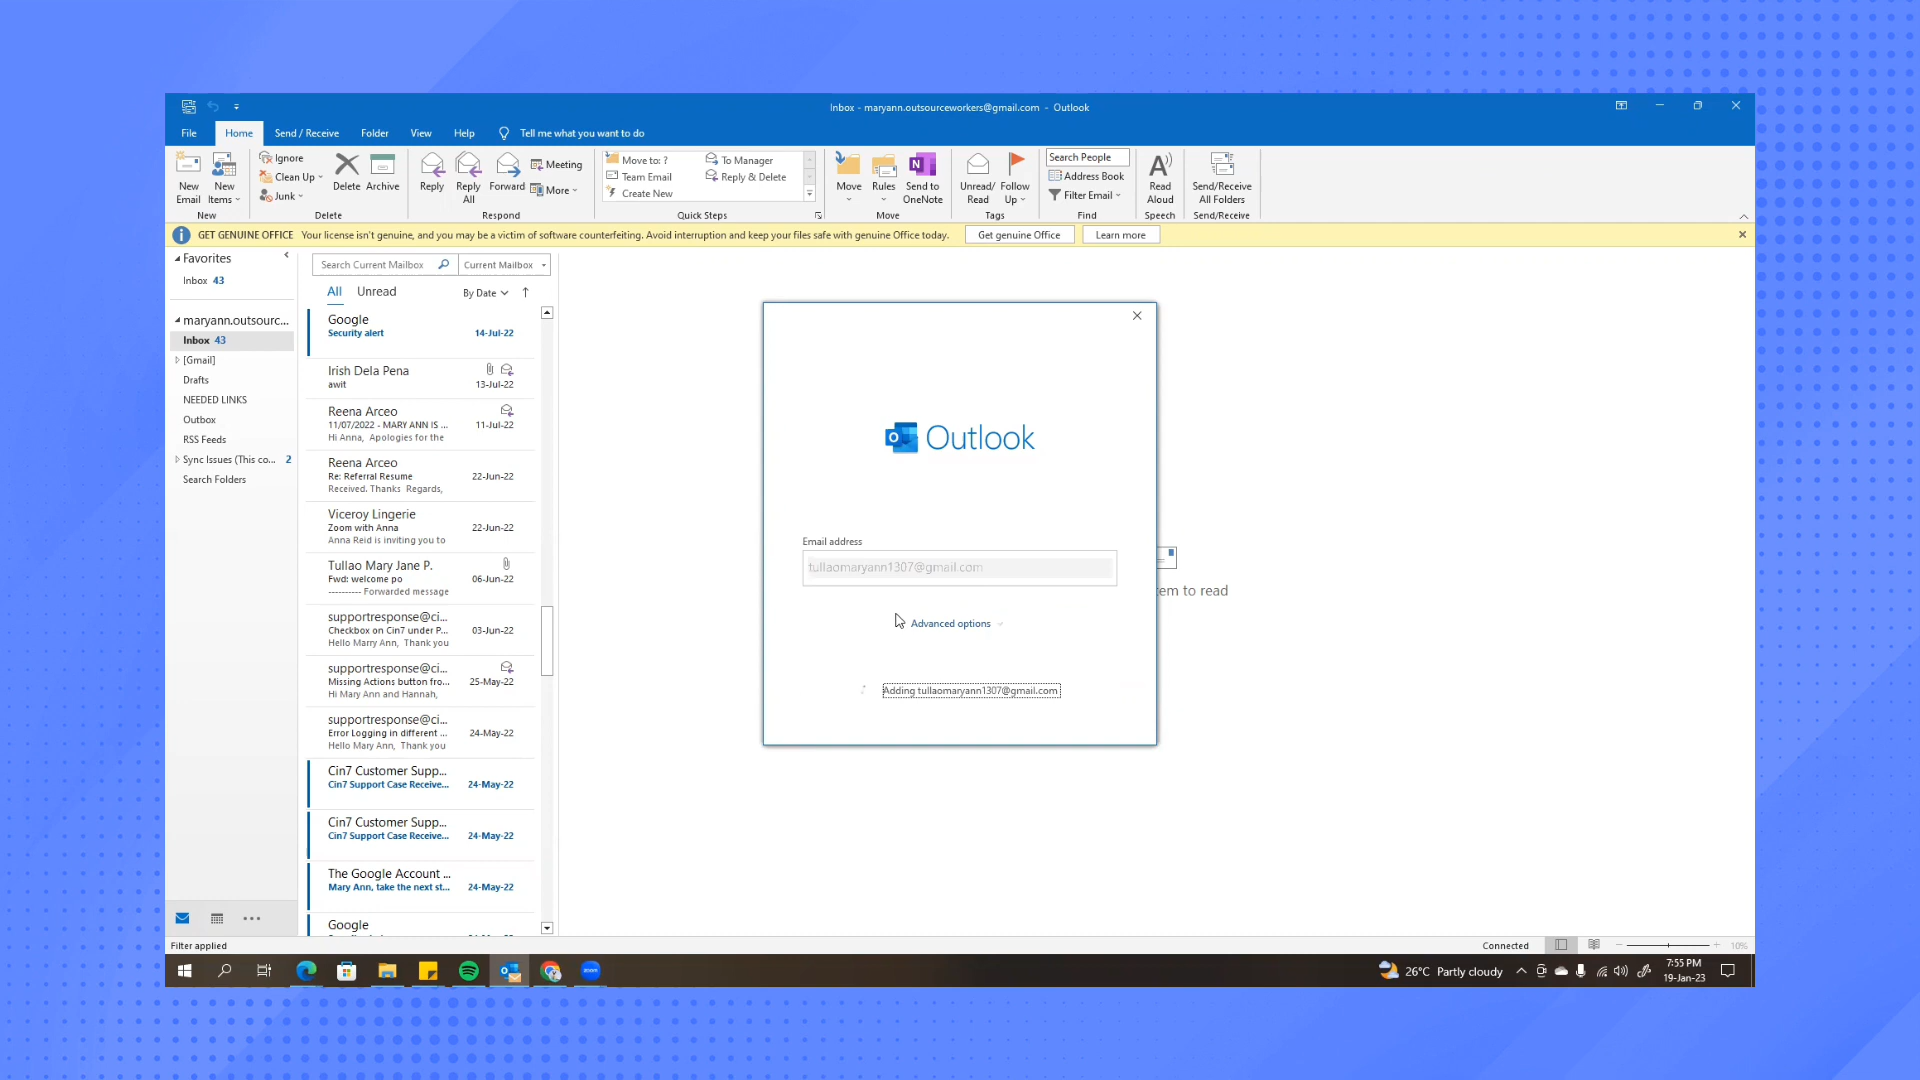 Inbox - maryann.outsourceworkers@gmail.com - Outlook
File
Home
Send / Receive
Folder
View
Help
Tell me what you want to do
New Email
New Items
New
Ignore
Clean Up
Junk
Delete
Archive
Delete
Reply
Reply All
Forward
Meeting
More
Respond
Move to: ?
Team Email
Create New
To Manager
Reply & Delete
Quick Steps
Move
Rules
Send to OneNote
Move
Unread/ Read
Follow Up
Tags
Search People
Address Book
Filter Email
Find
Read Aloud
Speech
Send/Receive All Folders
Send/Receive
GET GENUINE OFFICE Your license isn't genuine, and you may be a victim of software counterfeiting. Avoid interruption and keep your files safe with genuine Office today.
Get genuine Office
Learn more
Favorites
Inbox 43
maryann.outsourc...
Inbox 43
[Gmail]
Drafts
NEEDED LINKS
Outbox
RSS Feeds
Sync Issues (This co... 2
Search Folders
Search Current Mailbox
Current Mailbox
All
Unread
By Date
Google
Security alert 14-Jul-22
Irish Dela Pena
awit 13-Jul-22
Reena Arceo
11/07/2022 - MARY ANN IS ... 11-Jul-22
Hi Anna, Apologies for the
Reena Arceo
Re: Referral Resume 22-Jun-22
Received. Thanks Regards,
Viceroy Lingerie
Zoom with Anna 22-Jun-22
Anna Reid is inviting you to
Tullao Mary Jane P.
Fwd: welcome po 06-Jun-22
---------- Forwarded message
supportresponse@ci...
Checkbox on Cin7 under P... 03-Jun-22
Hello Marry Ann, Thank you
supportresponse@ci...
Missing Actions button fro... 25-May-22
Hi Mary Ann and Hannah,
supportresponse@ci...
Error Logging in different ... 24-May-22
Hello Mary Ann, Thank you
Cin7 Customer Supp...
Cin7 Support Case Receive... 24-May-22
Cin7 Customer Supp...
Cin7 Support Case Receive... 24-May-22
The Google Account ...
Mary Ann, take the next st... 24-May-22
Google
Outlook
Email address
tullaomaryann1307@gmail.com
Advanced options
Adding tullaomaryann1307@gmail.com
em to read
Filter applied
Connected
10%
zoom
26°C Partly cloudy
7:55 PM
19-Jan-23